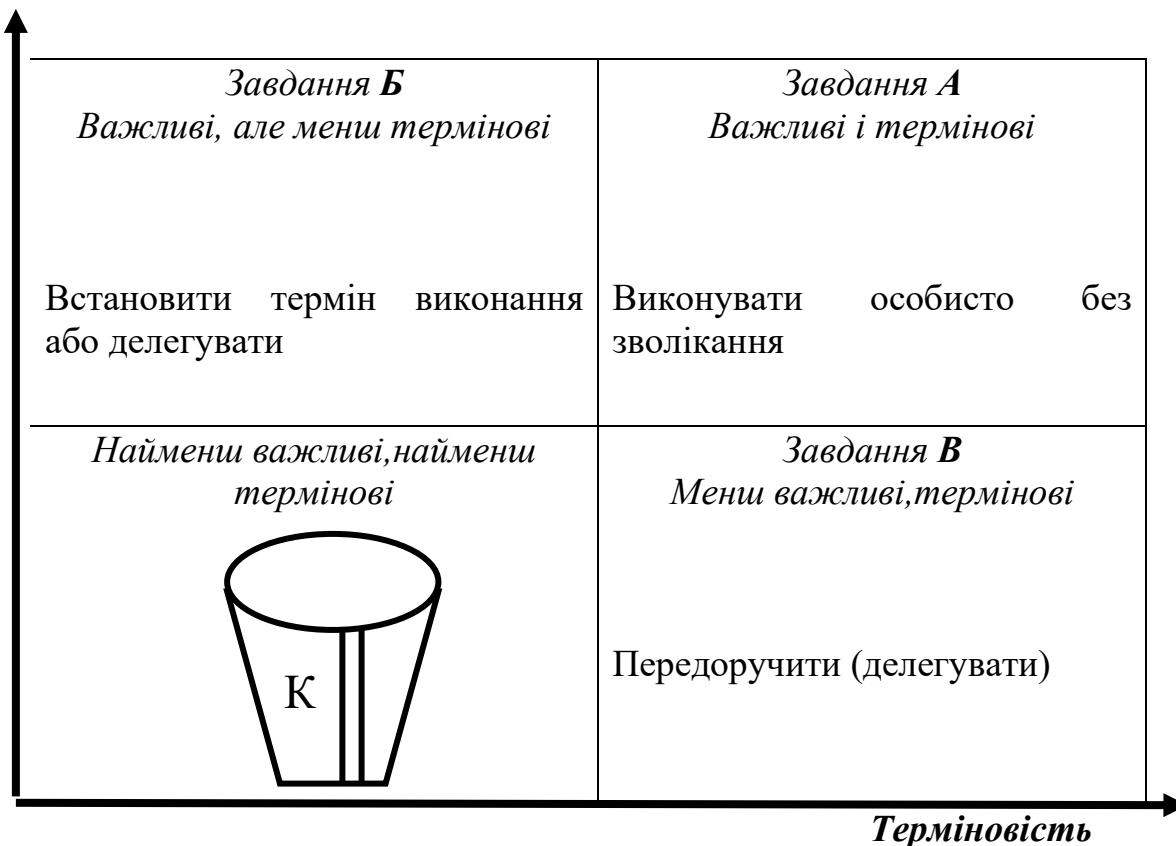 Завдання Б
Важливі, але менш термінові
Встановити термін виконання
або делегувати
Завдання А
Важливі і термінові
Виконувати особисто без
зволікання
Найменш важливі,найменш
термінові
К
Завдання В
Менш важливі,термінові
Передоручити (делегувати)
Терміновість